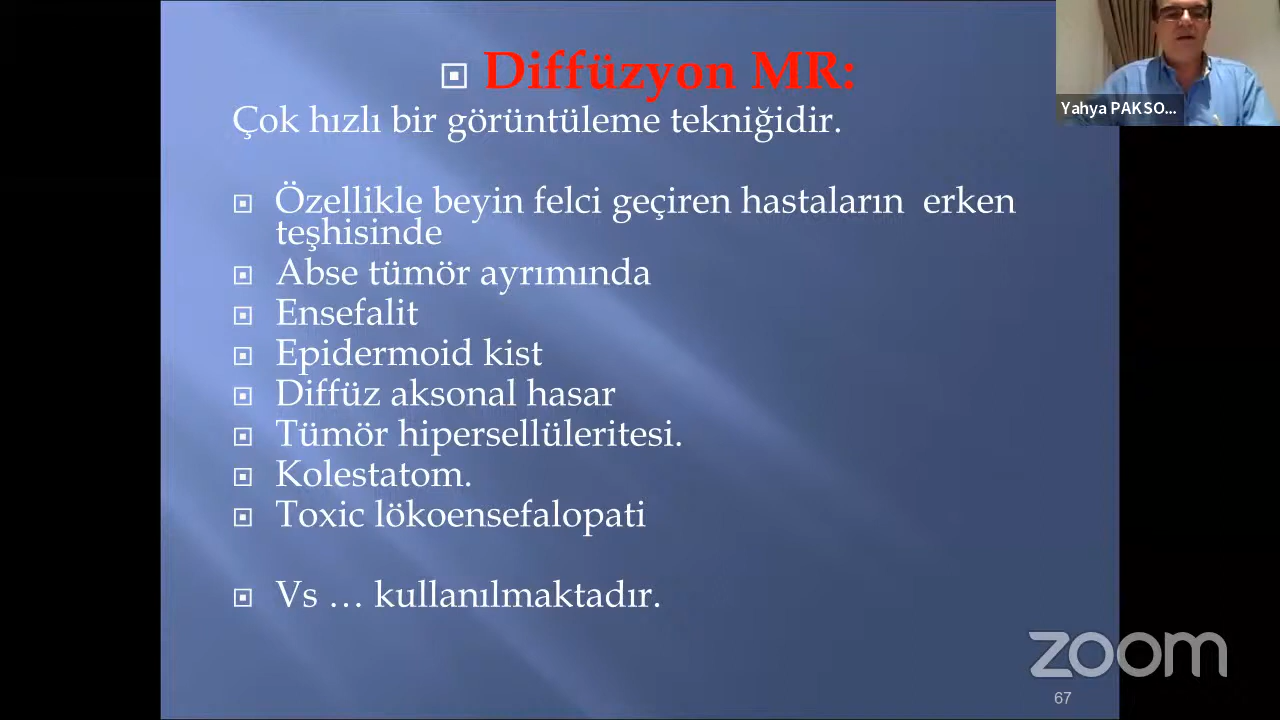 Diffüzyon MR:
Çok hızlı bir görüntüleme tekniğidir.
Özellikle beyin felci geçiren hastaların erken
teşhisinde
Abse tümör ayrımında
Ensefalit
Epidermoid kist
Diffüz aksonal hasar
Tümör hipersellüleritesi.
Kolestatom.
Toxic lökoensefalopati
Vs … kullanılmaktadır.
Yahya PAKSO...
zoom
67